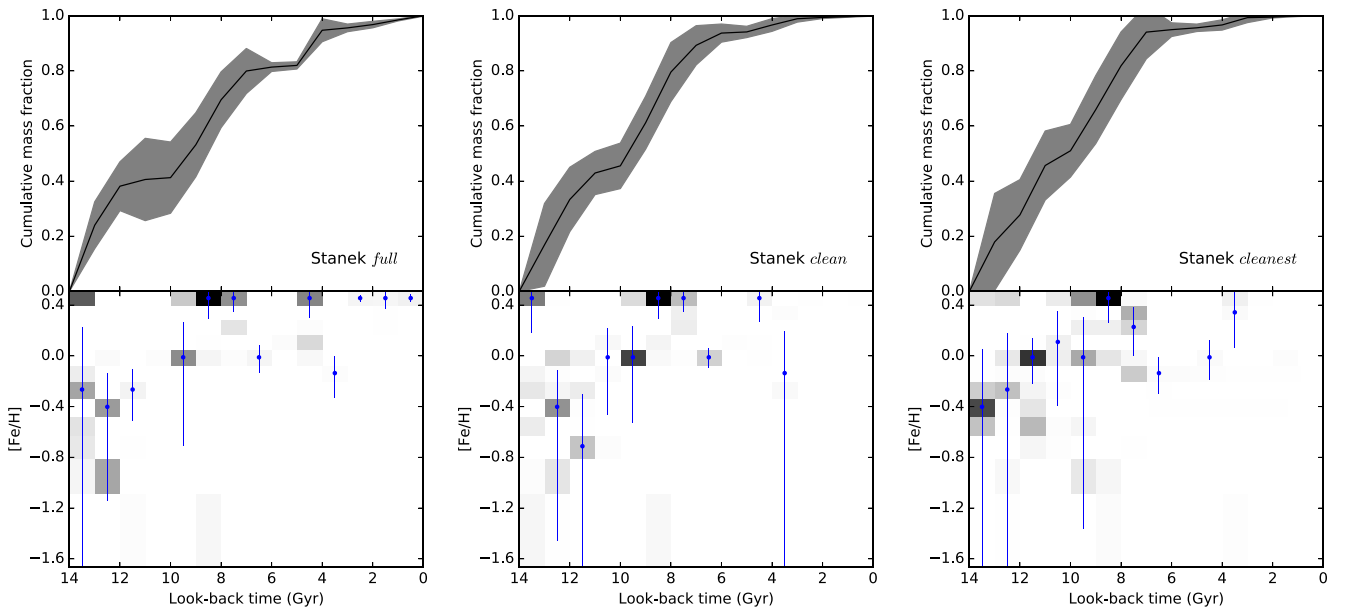 1.0
0.8
0.6
0.4
0.2
0.0
Cumulative mass fraction
Stanek full
0.4
0.0
−0.4
−0.8
−1.2
−1.6
[Fe/H]
14 12 10 8 6 4 2 0
Look-back time (Gyr)
1.0
0.8
0.6
0.4
0.2
0.0
Cumulative mass fraction
Stanek clean
0.4
0.0
−0.4
−0.8
−1.2
−1.6
[Fe/H]
14 12 10 8 6 4 2 0
Look-back time (Gyr)
1.0
0.8
0.6
0.4
0.2
0.0
Cumulative mass fraction
Stanek cleanest
0.4
0.0
−0.4
−0.8
−1.2
−1.6
[Fe/H]
14 12 10 8 6 4 2 0
Look-back time (Gyr)